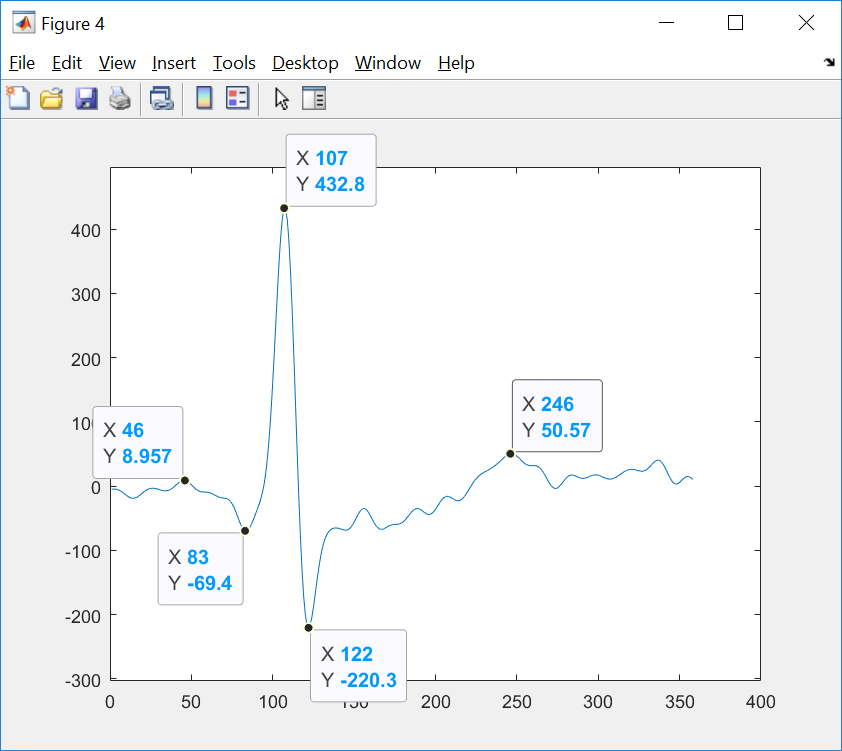 Figure 4
File Edit View Insert Tools Desktop Window Help
X 107
Y 432.8
400
300
200
X 246
Y 50.57
X 46
Y 8.957
0
X 83
Y -69.4
-100
-200
X 122
Y -220.3
-300
0 50 100 200 250 300 350 400